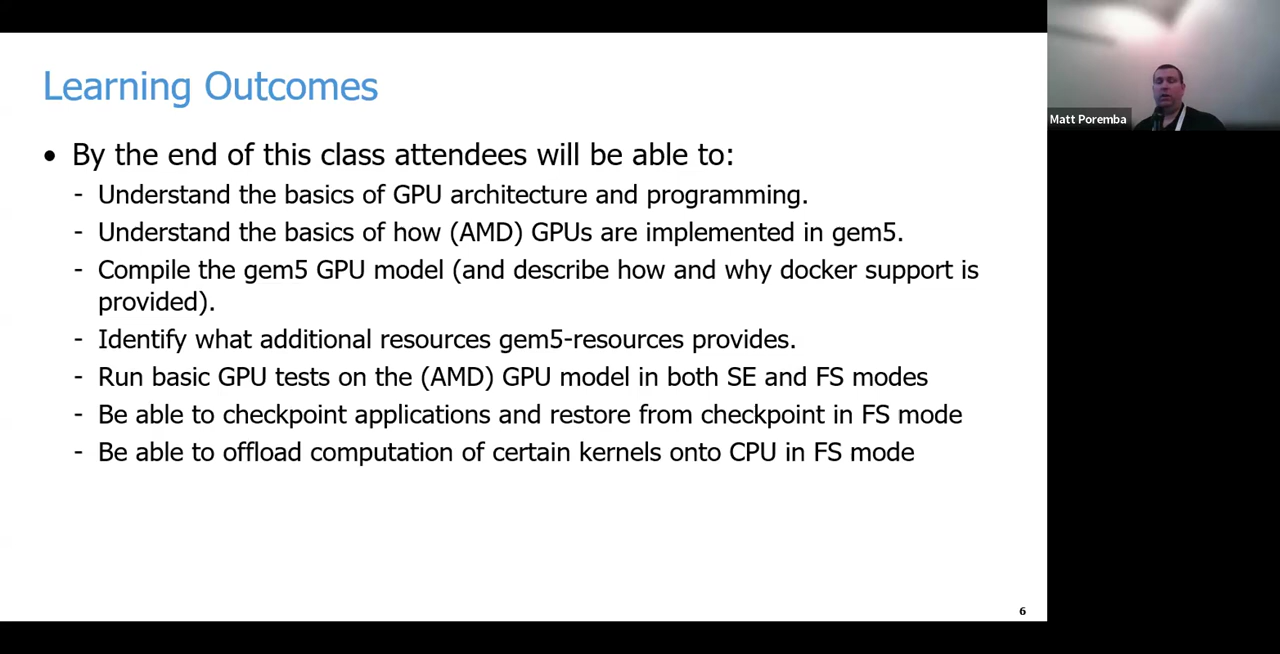 Learning Outcomes
• By the end of this class attendees will be able to:
- Understand the basics of GPU architecture and programming.
- Understand the basics of how (AMD) GPUs are implemented in gem5.
- Compile the gem5 GPU model (and describe how and why docker support is
provided).
- Identify what additional resources gem5-resources provides.
- Run basic GPU tests on the (AMD) GPU model in both SE and FS modes
- Be able to checkpoint applications and restore from checkpoint in FS mode
- Be able to offload computation of certain kernels onto CPU in FS mode
6
Matt Poremba